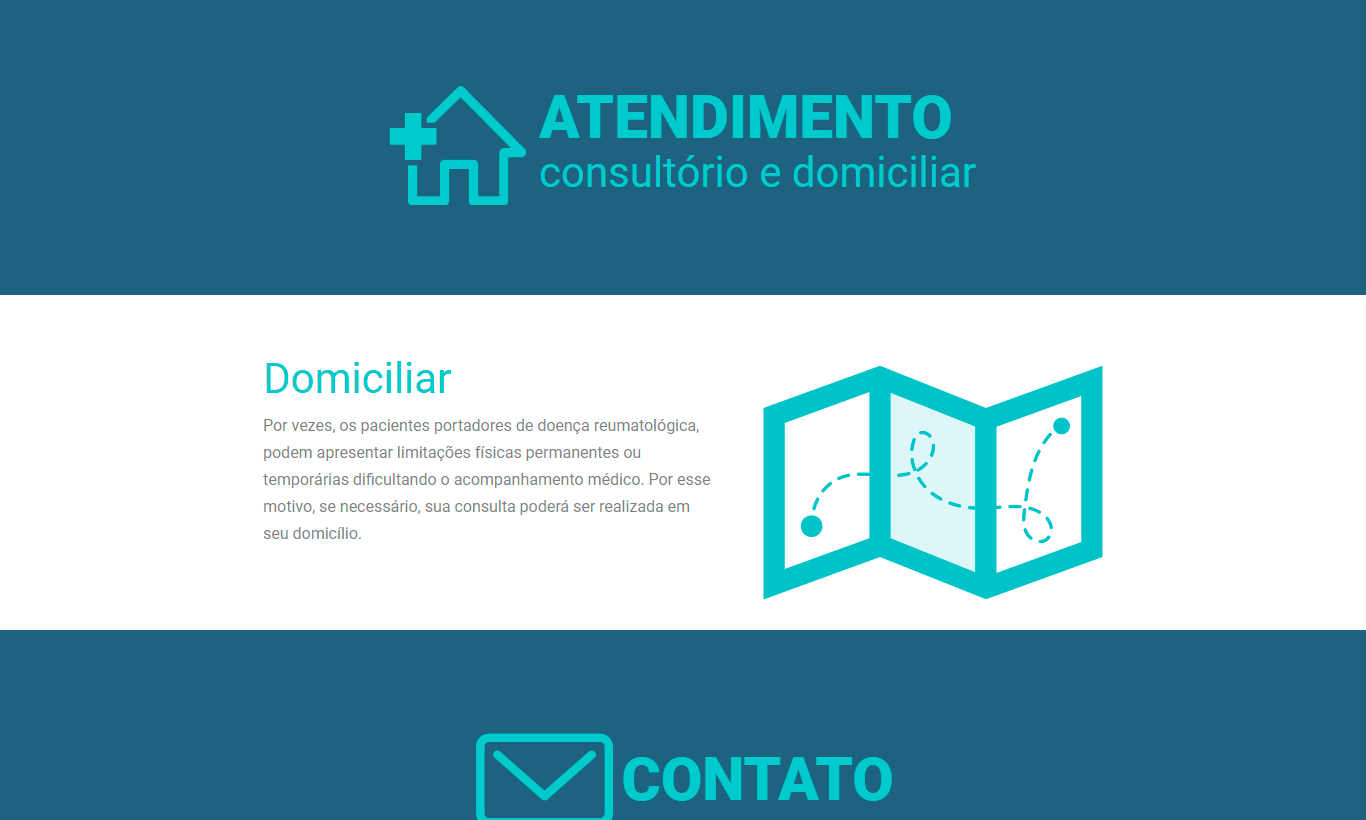 ATENDIMENTO
consultório e domiciliar
Domiciliar
Por vezes, os pacientes portadores de doença reumatológica,
podem apresentar limitações físicas permanentes ou
temporárias dificultando o acompanhamento médico. Por esse
motivo, se necessário, sua consulta poderá ser realizada em
seu domicílio.
CONTATO